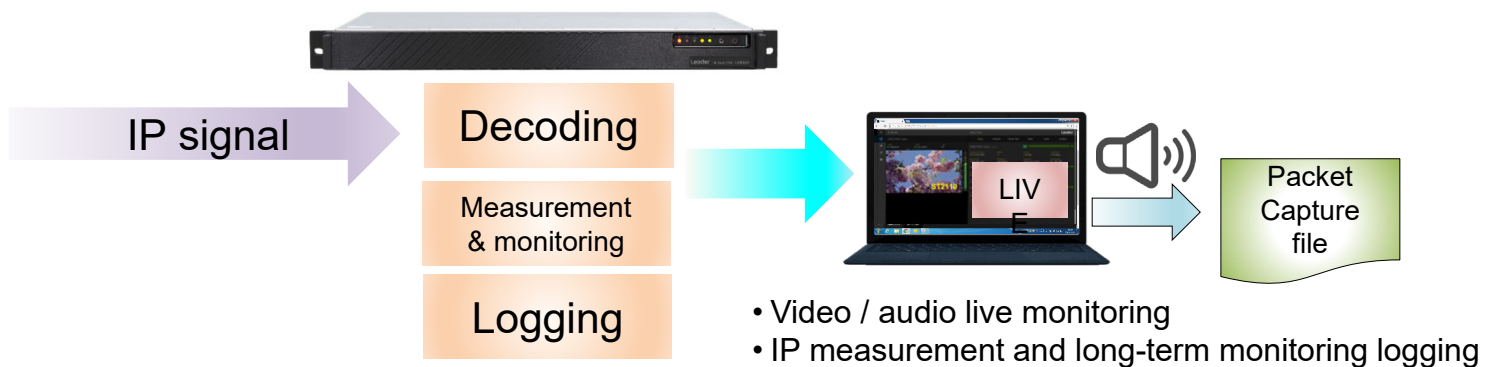 Leader
IP signal
Decoding
Measurement
& monitoring
Logging
ST2110
LIV
E
Packet
Capture
file
• Video / audio live monitoring
• IP measurement and long-term monitoring logging